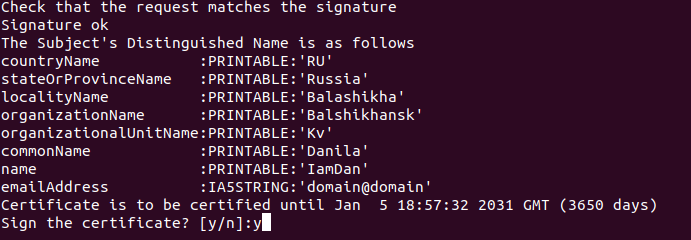 Check that the request matches the signature
Signature ok
The Subject's Distinguished Name is as follows
countryName           :PRINTABLE:'RU'
stateOrProvinceName   :PRINTABLE:'Russia'
localityName          :PRINTABLE:'Balashikha'
organizationName      :PRINTABLE:'Balshikhansk'
organizationalUnitName:PRINTABLE:'Kv'
commonName            :PRINTABLE:'Danila'
name                  :PRINTABLE:'IamDan'
emailAddress          :IA5STRING:'domain@domain'
Certificate is to be certified until Jan  5 18:57:32 2031 GMT (3650 days)
Sign the certificate? [y/n]:y